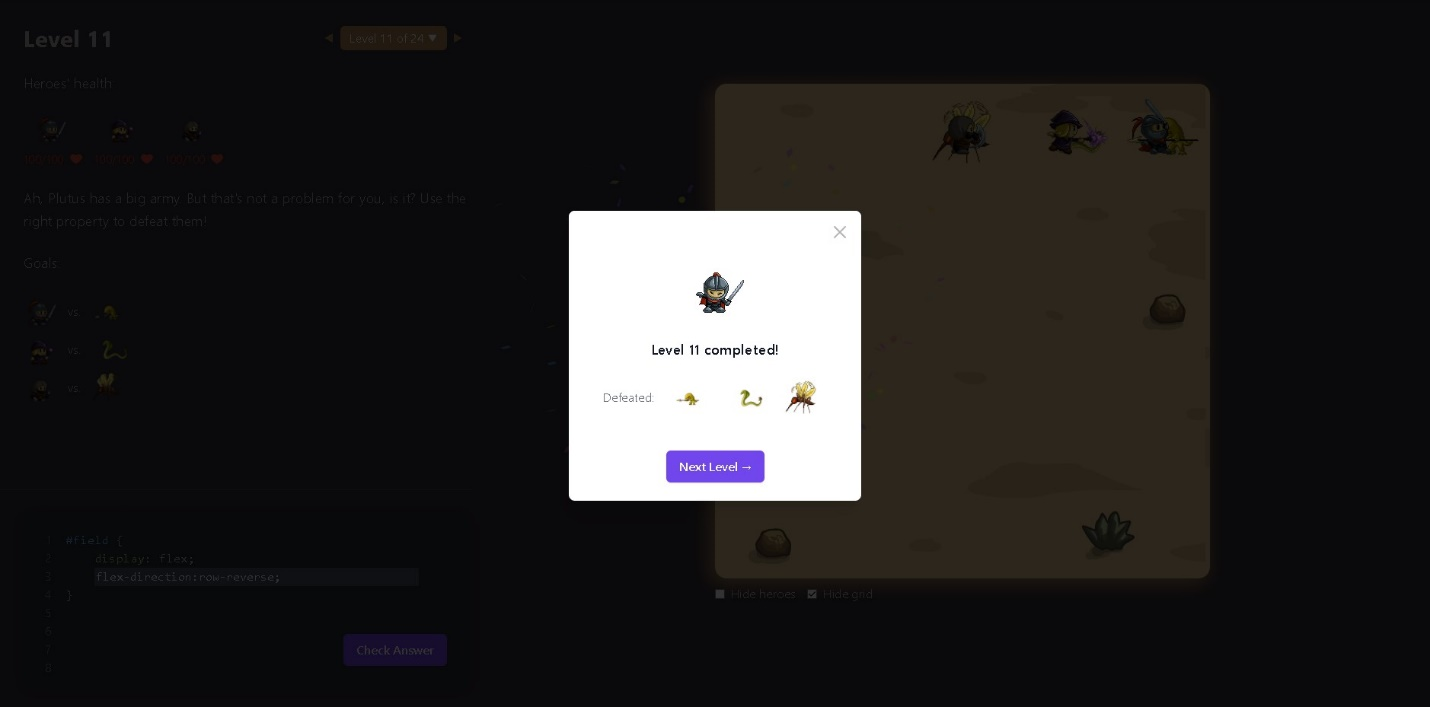 Level 11
◀ Level 11 of 24 ▼ ▶
Heroes' health
100/100 ♥ 100/100 ♥ 100/100 ♥
Ah, Plutus has a big army. But that's not a problem for you, is it? Use the
right property to defeat them!
Goals
vs.
vs.
vs.
1 #field {
2 display: flex;
3 flex-direction:row-reverse;
4 }
5
6
7
8
Check Answer
Level 11 completed!
Defeated:
Next Level →
Hide heroes Hide grid